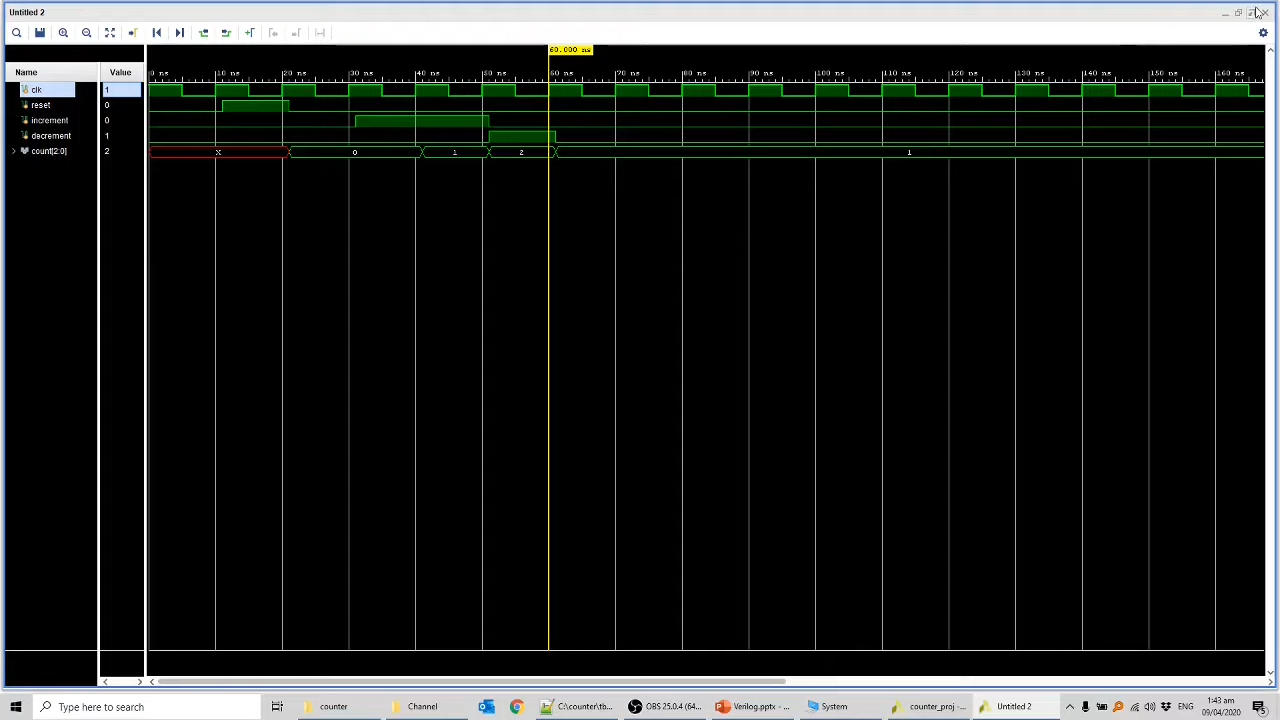 Untitled 2
60.000 ns
Name Value 0 ns 10 ns 20 ns 30 ns 40 ns 50 ns 60 ns 70 ns 80 ns 90 ns 100 ns 110 ns 120 ns 130 ns 140 ns 150 ns 160 ns
clk 1
reset 0
increment 0
decrement 1
count[2:0] 2 X 0 1 2 1
Type here to search counter Channel C:\counter\tb... OBS 25.0.4 (64... Verilog.pptx - ... System counter_proj - ... Untitled 2 ENG 1:43 am
09/04/2020